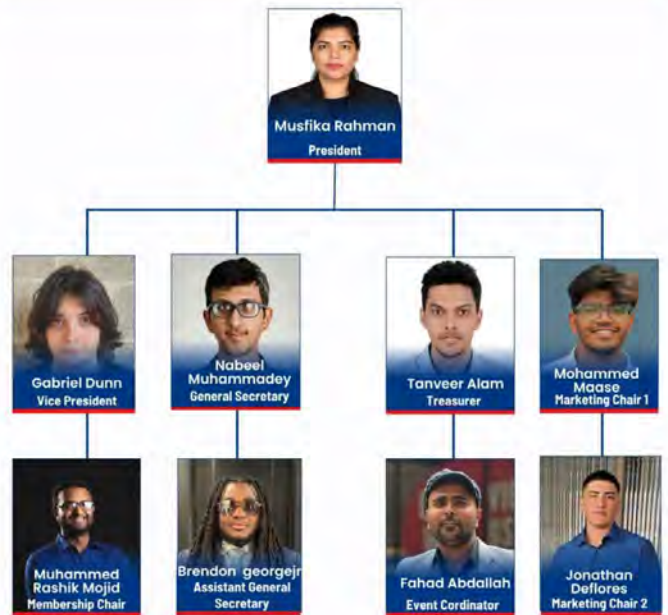 Musfika Rahman
President
Gabriel Dunn
Vice President
Nabeel
Muhammadey
General Secretary
Tanveer Alam
Treasurer
Mohammed
Maase
Marketing Chair 1
Muhammed
Rashik Mojid
Membership Chair
Brendon georgejr
Assistant General
Secretary
Fahad Abdallah
Event Cordinator
Jonathan
Deflores
Marketing Chair 2